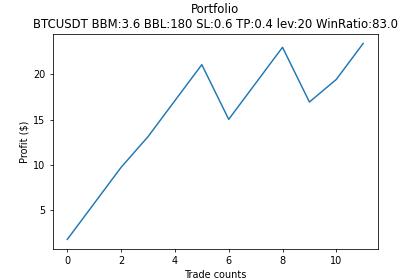 Portfolio
BTCUSDT BBM:3.6 BBL:180 SL:0.6 TP:0.4 lev:20 WinRatio:83.0
20
15
10
5
Profit ($)
0 2 4 6 8 10
Trade counts